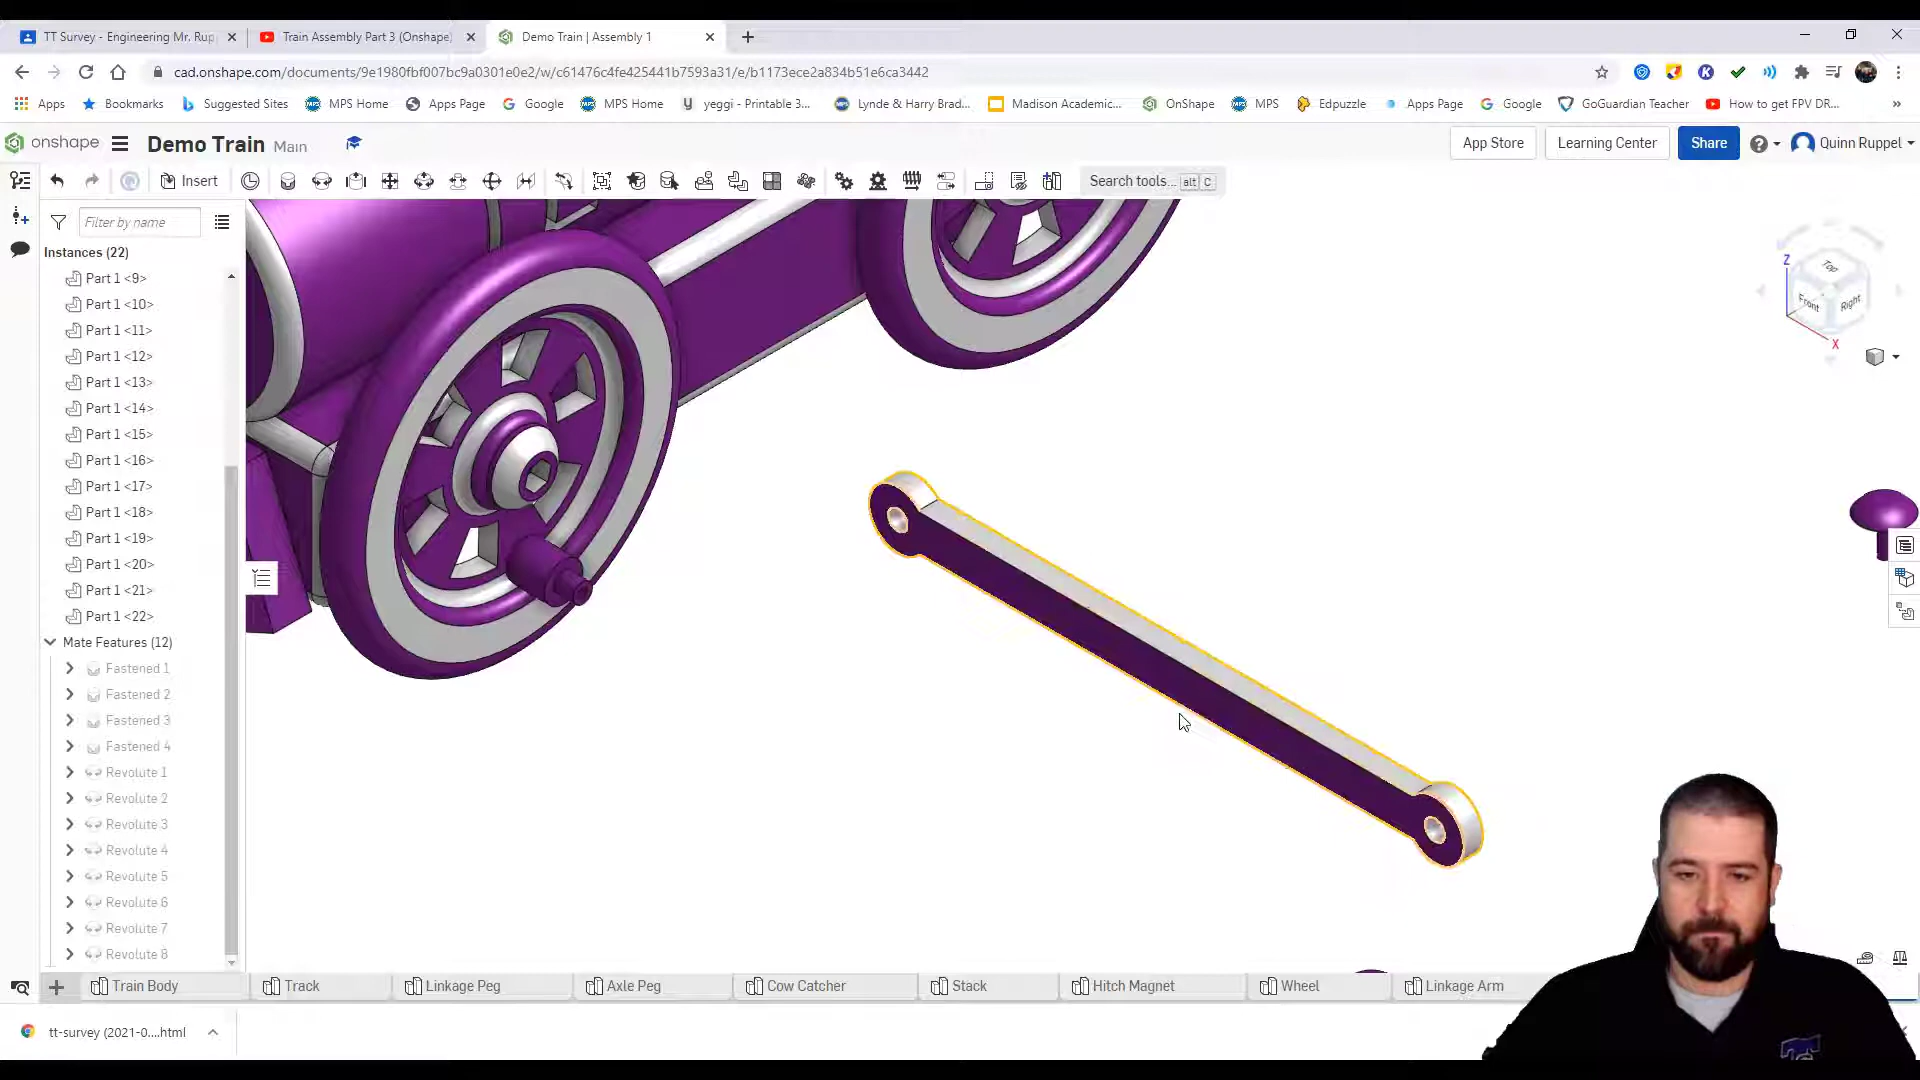 TT Survey - Engineering Mr. Rup
Train Assembly Part 3 (Onshape)
Demo Train | Assembly 1
cad.onshape.com/documents/9e1980fbf007bc9a0301e0e2/w/c61476c4fe425441b7593a31/e/b1173ece2a834b51e6ca3442
Apps
Bookmarks
Suggested Sites
MPS Home
Apps Page
Google
MPS Home
yeggi - Printable 3...
Lynde & Harry Brad...
Madison Academic...
OnShape
MPS
Edpuzzle
Apps Page
Google
GoGuardian Teacher
How to get FPV DR...
»
onshape
Demo Train Main
App Store
Learning Center
Share
Quinn Ruppel
Insert
Search tools... alt C
Filter by name
Instances (22)
Part 1 <9>
Part 1 <10>
Part 1 <11>
Part 1 <12>
Part 1 <13>
Part 1 <14>
Part 1 <15>
Part 1 <16>
Part 1 <17>
Part 1 <18>
Part 1 <19>
Part 1 <20>
Part 1 <21>
Part 1 <22>
Mate Features (12)
Fastened 1
Fastened 2
Fastened 3
Fastened 4
Revolute 1
Revolute 2
Revolute 3
Revolute 4
Revolute 5
Revolute 6
Revolute 7
Revolute 8
Z
Top
Front
Right
X
Train Body
Track
Linkage Peg
Axle Peg
Cow Catcher
Stack
Hitch Magnet
Wheel
Linkage Arm
tt-survey (2021-0....html